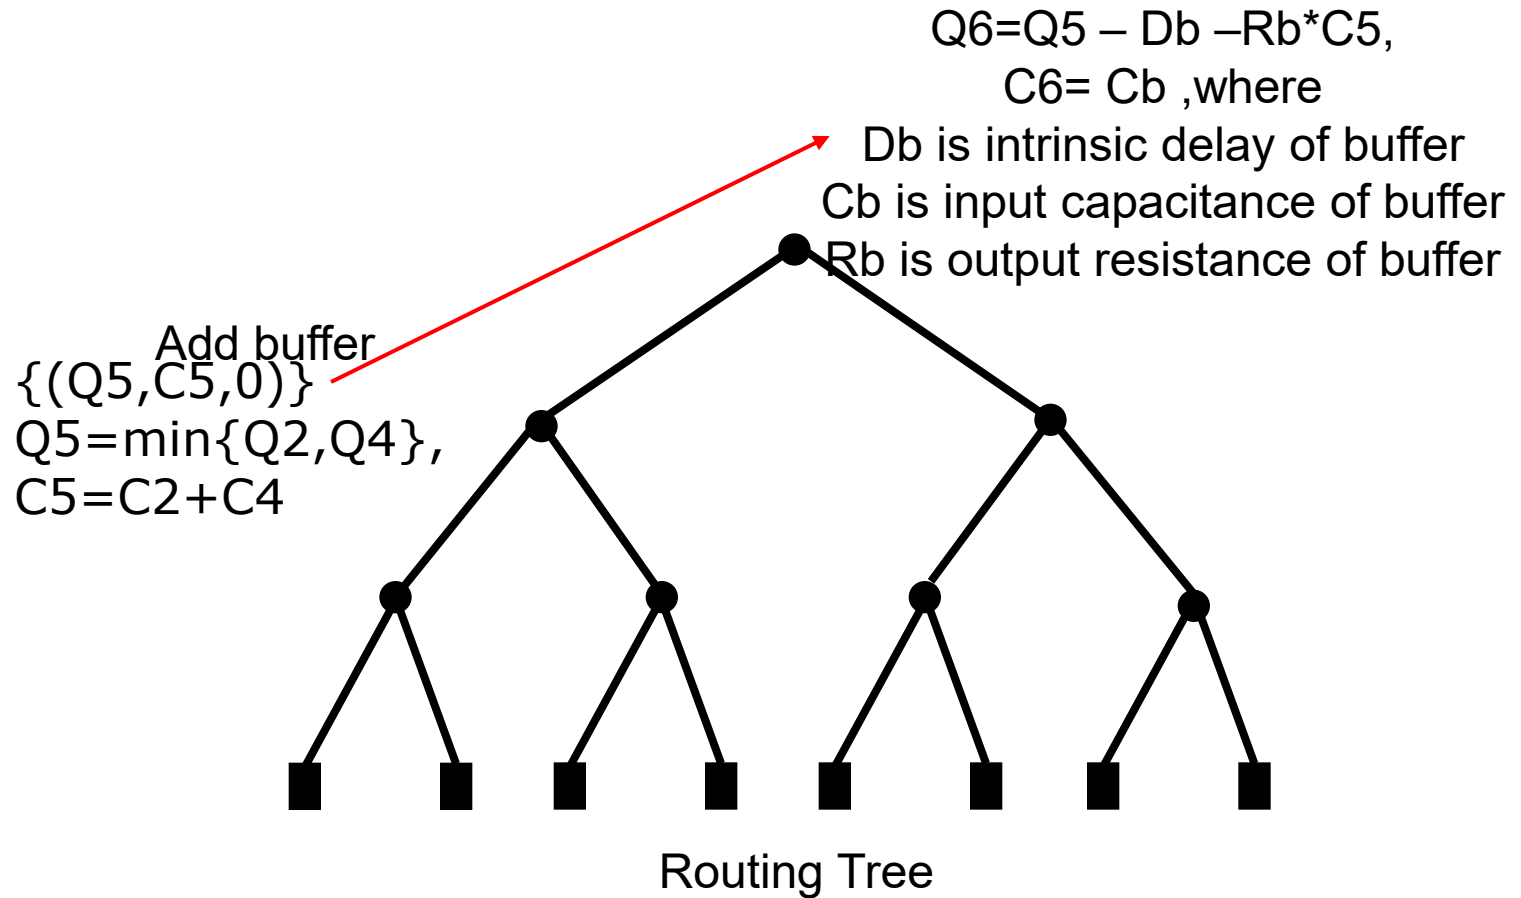 Q6=Q5 – Db –Rb*C5,
C6= Cb ,where
Db is intrinsic delay of buffer
Cb is input capacitance of buffer
Rb is output resistance of buffer
Add buffer
{(Q5,C5,0)}
Q5=min{Q2,Q4},
C5=C2+C4
Routing Tree